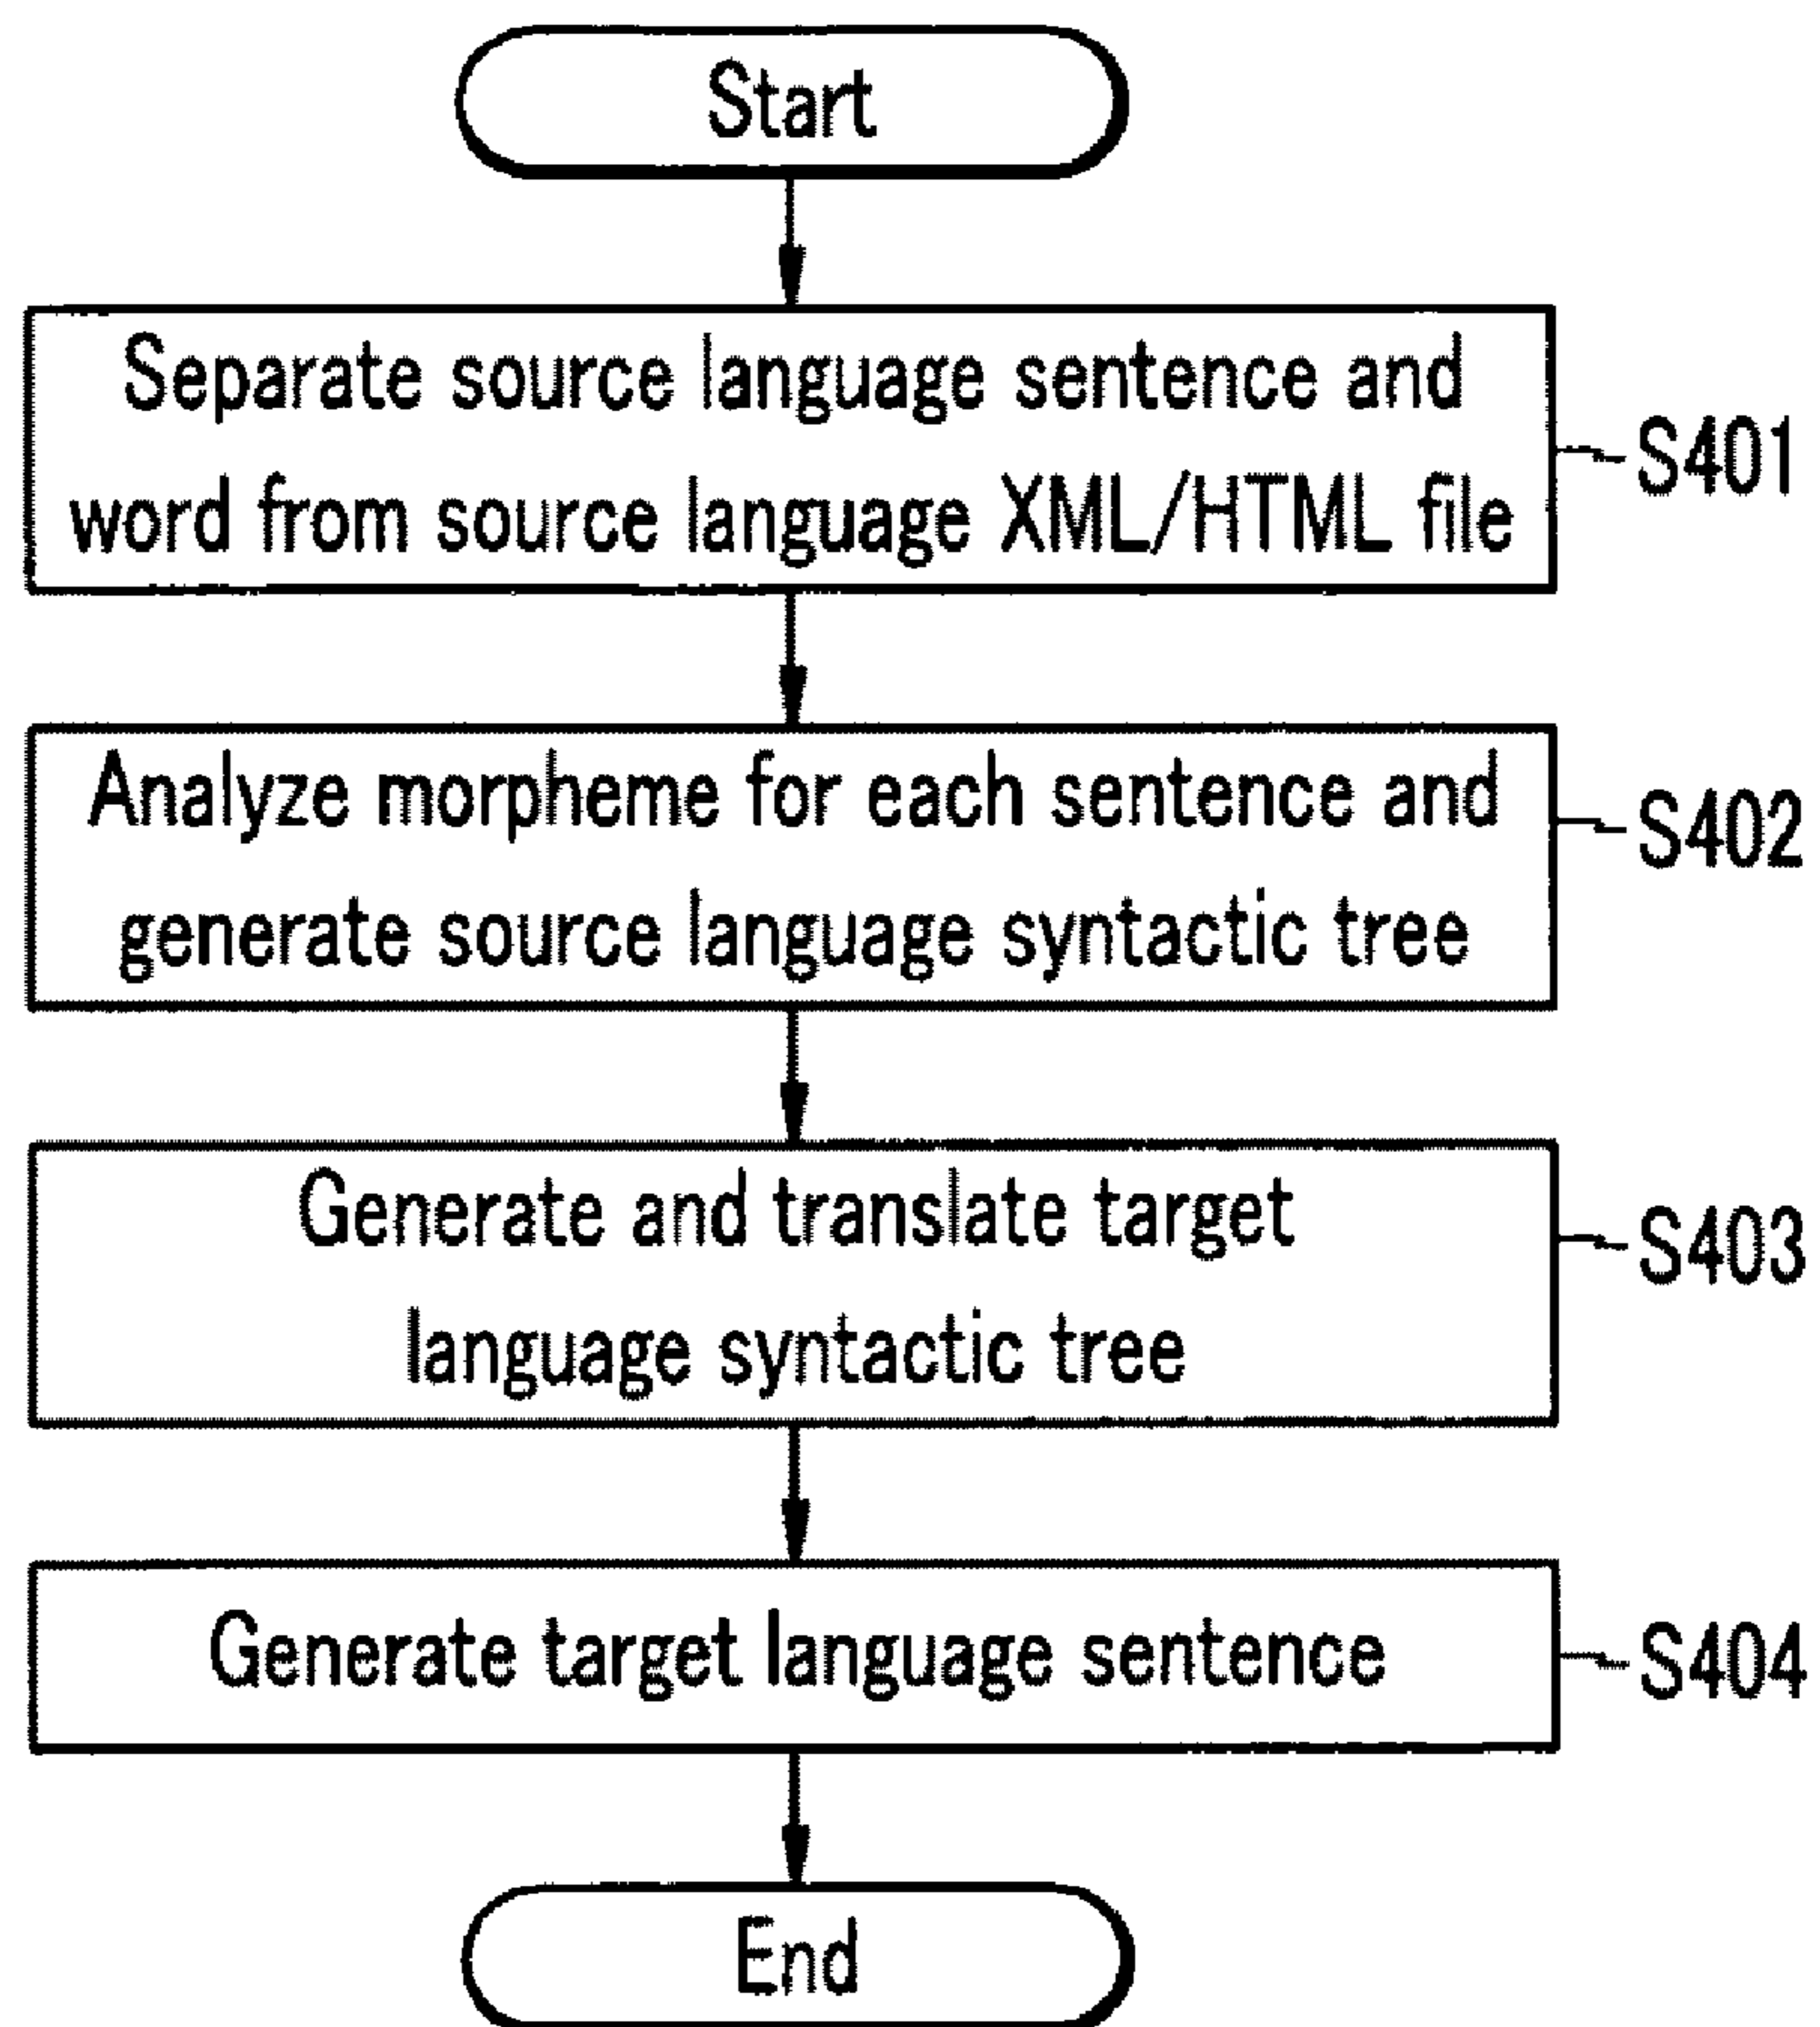 Start
Separate source language sentence and
word from source language XML/HTML file
S401
Analyze morpheme for each sentence and
generate source language syntactic tree
S402
Generate and translate target
language syntactic tree
S403
Generate target language sentence
S404
End